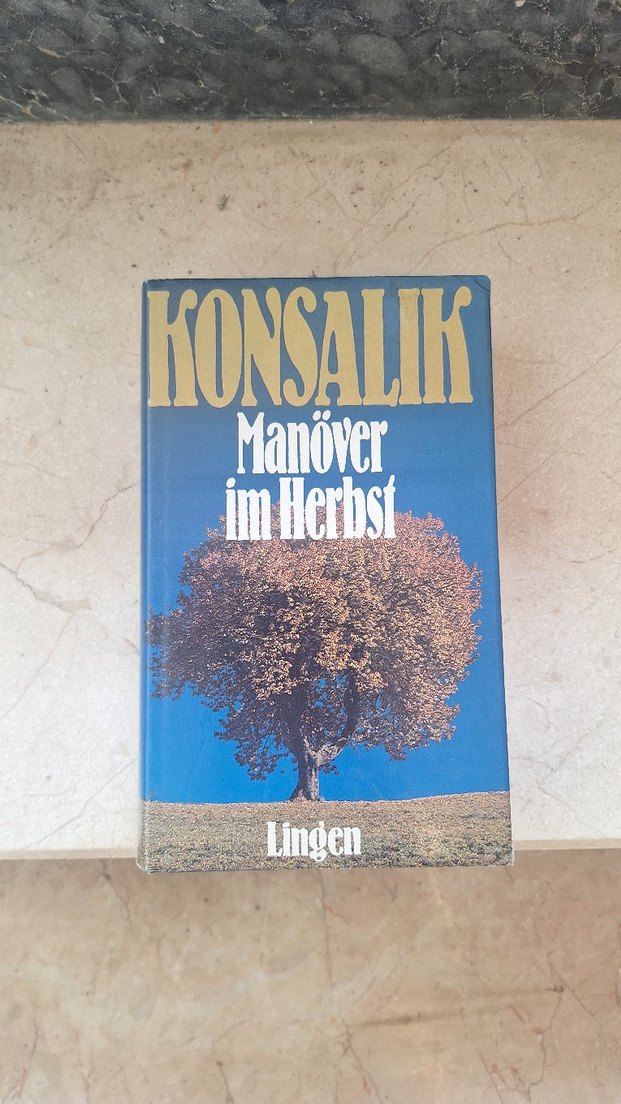 KONSALIK
Manöver
im Herbst
Lingen